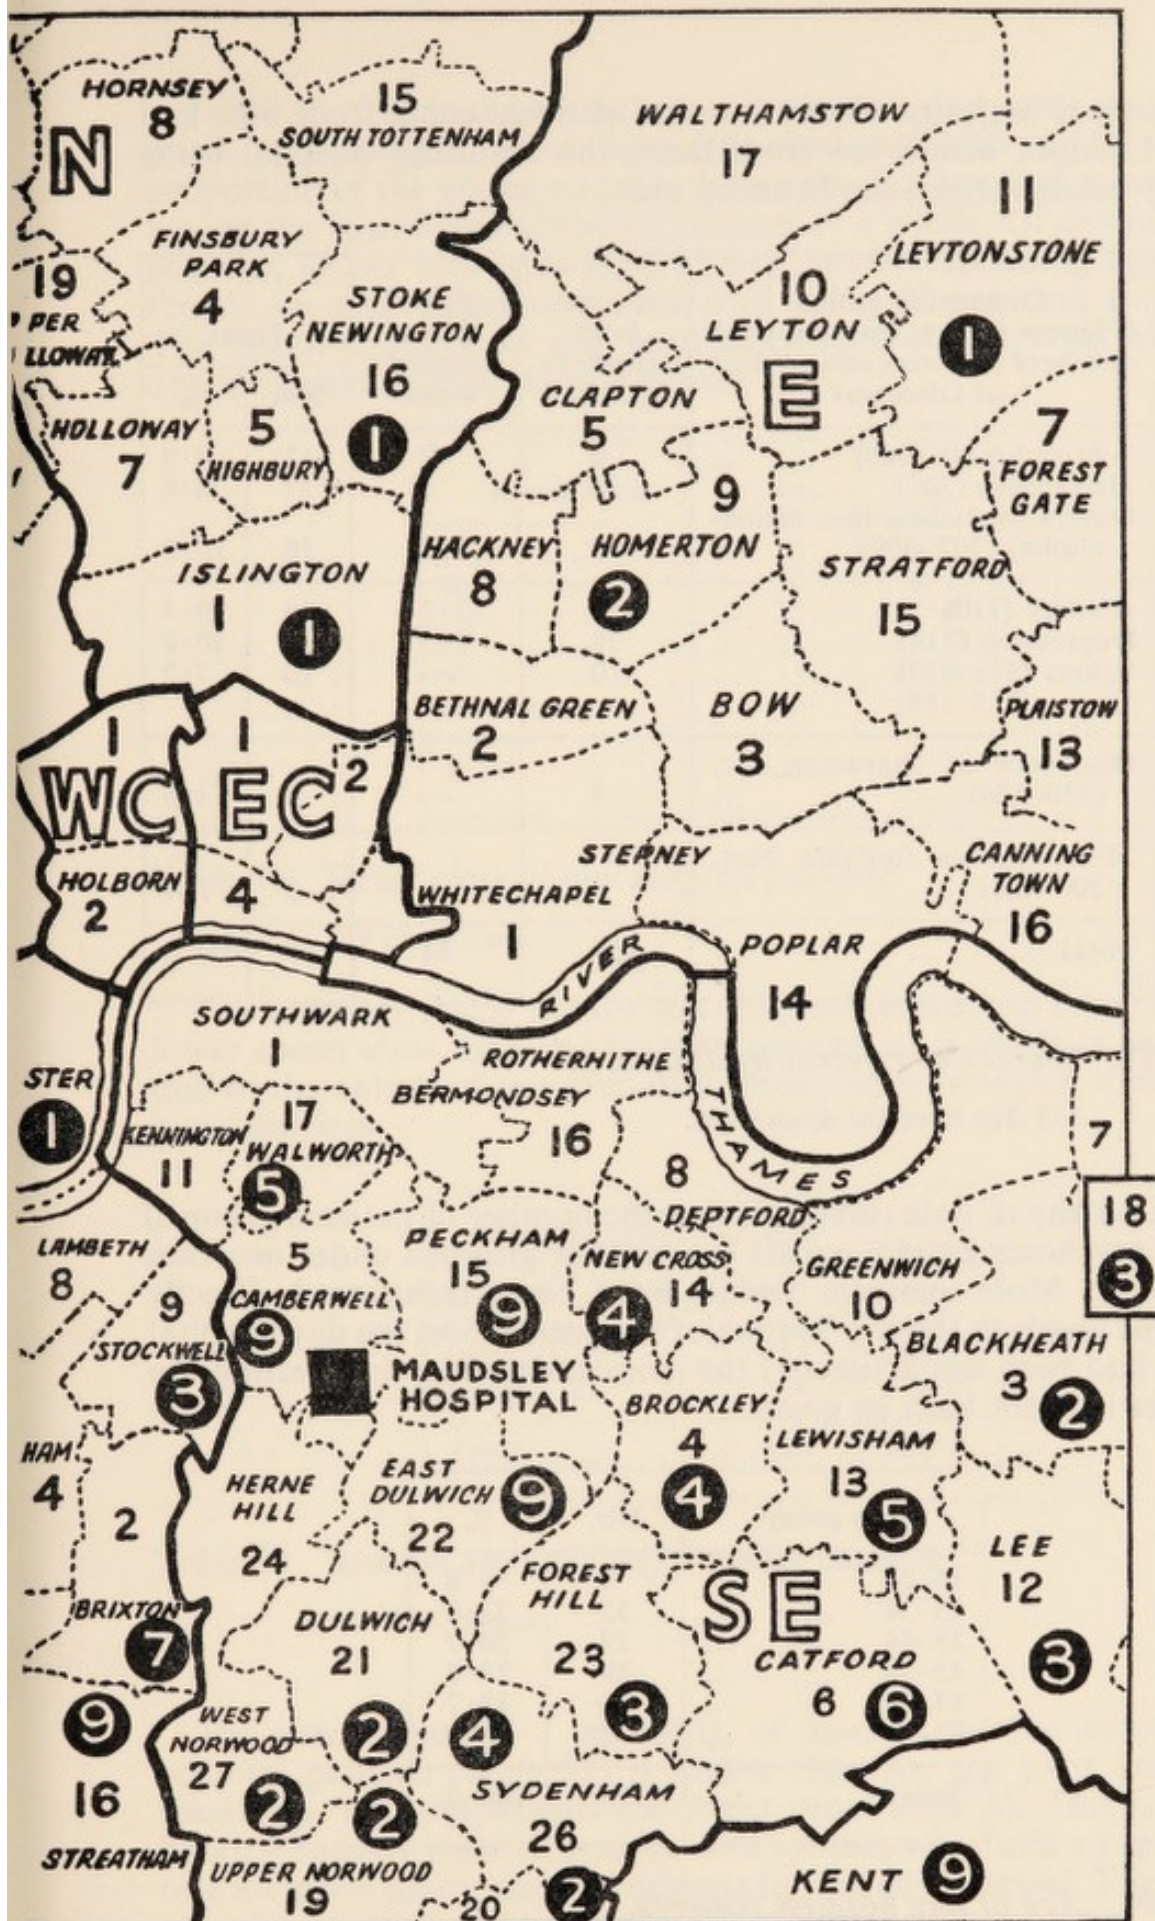 HORNSEY
8
N
15
SOUTH TOTTENHAM
WALTHAMSTOW
17
11
LEYTONSTONE
1
FINSBURY
PARK
4
19
PER
LLOWAY
STOKE
NEWINGTON
16
1
10
LEYTON
E
CLAPTON
5
7
FOREST
GATE
HOLLOWAY
7
5
HIGHBURY
9
HOMERTON
2
HACKNEY
8
STRATFORD
15
ISLINGTON
1
1
BETHNAL GREEN
2
BOW
3
PLAISTOW
13
1
WC
1
EC
2
HOLBORN
2
4
STEPNEY
WHITECHAPEL
1
CANNING
TOWN
16
POPLAR
14
RIVER
THAMES
SOUTHWARK
1
ROTHERHITHE
BERMONDSEY
16
STER
1
KENNINGTON
11
17
WALWORTH
5
8
DEPTFORD
7
18
3
LAMBETH
8
5
CAMBERWELL
9
PECKHAM
15
9
NEW CROSS
14
4
GREENWICH
10
9
STOCKWELL
3
MAUDSLEY
HOSPITAL
BLACKHEATH
3
2
BROCKLEY
4
4
LEWISHAM
13
5
HAM
4
2
HERNE
HILL
24
EAST
DULWICH
9
22
LEE
12
3
FOREST
HILL
23
3
SE
CATFORD
6
6
BRIXTON
7
DULWICH
21
2
9
16
STREATHAM
WEST
NORWOOD
27
2
4
SYDENHAM
26
2
2
UPPER NORWOOD
19
20
KENT
9